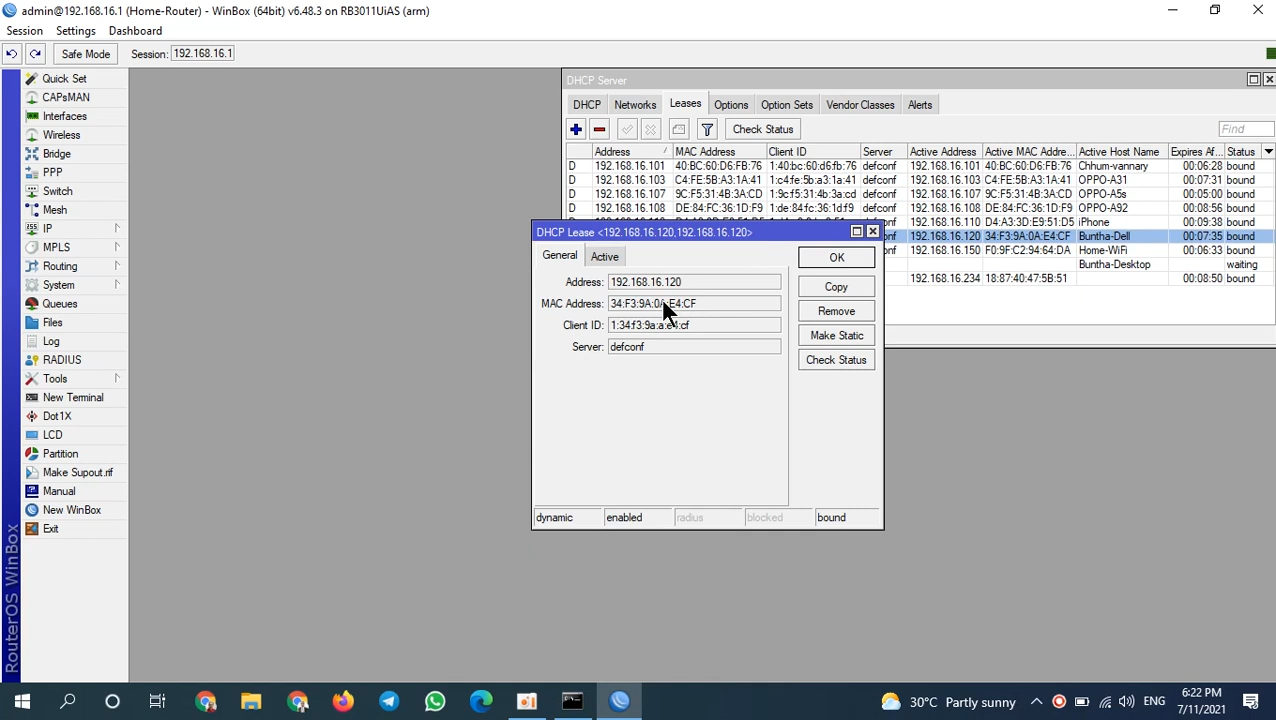 admin@192.168.16.1 (Home-Router) - WinBox (64bit) v6.48.3 on RB3011UiAS (arm)
Session Settings Dashboard
Safe Mode Session: 192.168.16.1
Quick Set
CAPsMAN
Interfaces
Wireless
Bridge
PPP
Switch
Mesh
IP
MPLS
Routing
System
Queues
Files
Log
RADIUS
Tools
New Terminal
Dot1X
LCD
Partition
Make Supout.rif
Manual
New WinBox
Exit
RouterOS WinBox
DHCP Server
DHCP Networks Leases Options Option Sets Vendor Classes Alerts
Check Status Find
Address MAC Address Client ID Server Active Address Active MAC Addre... Active Host Name Expires Af... Status
D 192.168.16.101 40:BC:60:D6:FB:76 1:40:bc:60:d6:fb:76 defconf 192.168.16.101 40:BC:60:D6:FB:76 Chhum-vannary 00:06:28 bound
D 192.168.16.103 C4:FE:5B:A3:1A:41 1:c4:fe:5b:a3:1a:41 defconf 192.168.16.103 C4:FE:5B:A3:1A:41 OPPO-A31 00:07:31 bound
D 192.168.16.107 9C:F5:31:4B:3A:CD 1:9c:f5:31:4b:3a:cd defconf 192.168.16.107 9C:F5:31:4B:3A:CD OPPO-A5s 00:05:00 bound
D 192.168.16.108 DE:84:FC:36:1D:F9 1:de:84:fc:36:1d:f9 defconf 192.168.16.108 DE:84:FC:36:1D:F9 OPPO-A92 00:08:56 bound
192.168.16.110 D4:A3:3D:E9:51:D5 iPhone 00:09:38 bound
192.168.16.120 34:F3:9A:0A:E4:CF Buntha-Dell 00:07:35 bound
192.168.16.150 F0:9F:C2:94:64:DA Home-WiFi 00:06:33 bound
Buntha-Desktop waiting
192.168.16.234 18:87:40:47:5B:51 00:08:50 bound
DHCP Lease <192.168.16.120,192.168.16.120>
General Active
Address: 192.168.16.120
MAC Address: 34:F3:9A:0A:E4:CF
Client ID: 1:34:f3:9a:a:e4:cf
Server: defconf
OK
Copy
Remove
Make Static
Check Status
dynamic enabled radius blocked bound
30°C Partly sunny ENG 6:22 PM
7/11/2021